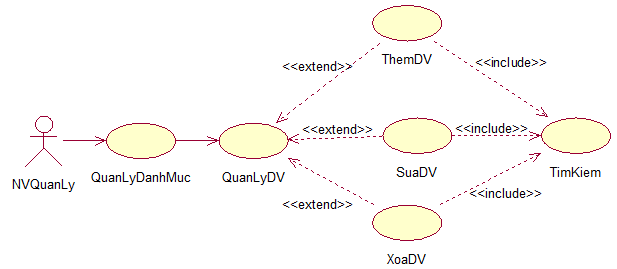 ThemDV
<<extend>>
<<include>>
NVQuanLy
QuanLyDanhMuc
QuanLyDV
<<extend>>
SuaDV
<<include>>
TimKiem
<<extend>>
<<include>>
XoaDV